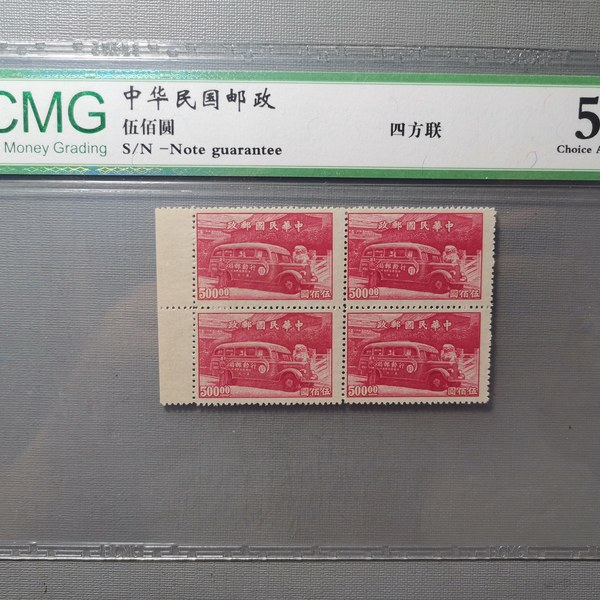 CMG
Money Grading
中华民国邮政
伍佰圆
S/N -Note guarantee
四方联
5
Choice A
政郵國民華中
政郵國民華中
500.00
圓佰伍
500.00
圓佰伍
政郵國民華中
政郵國民華中
500.00
圓佰伍
500.00
圓佰伍